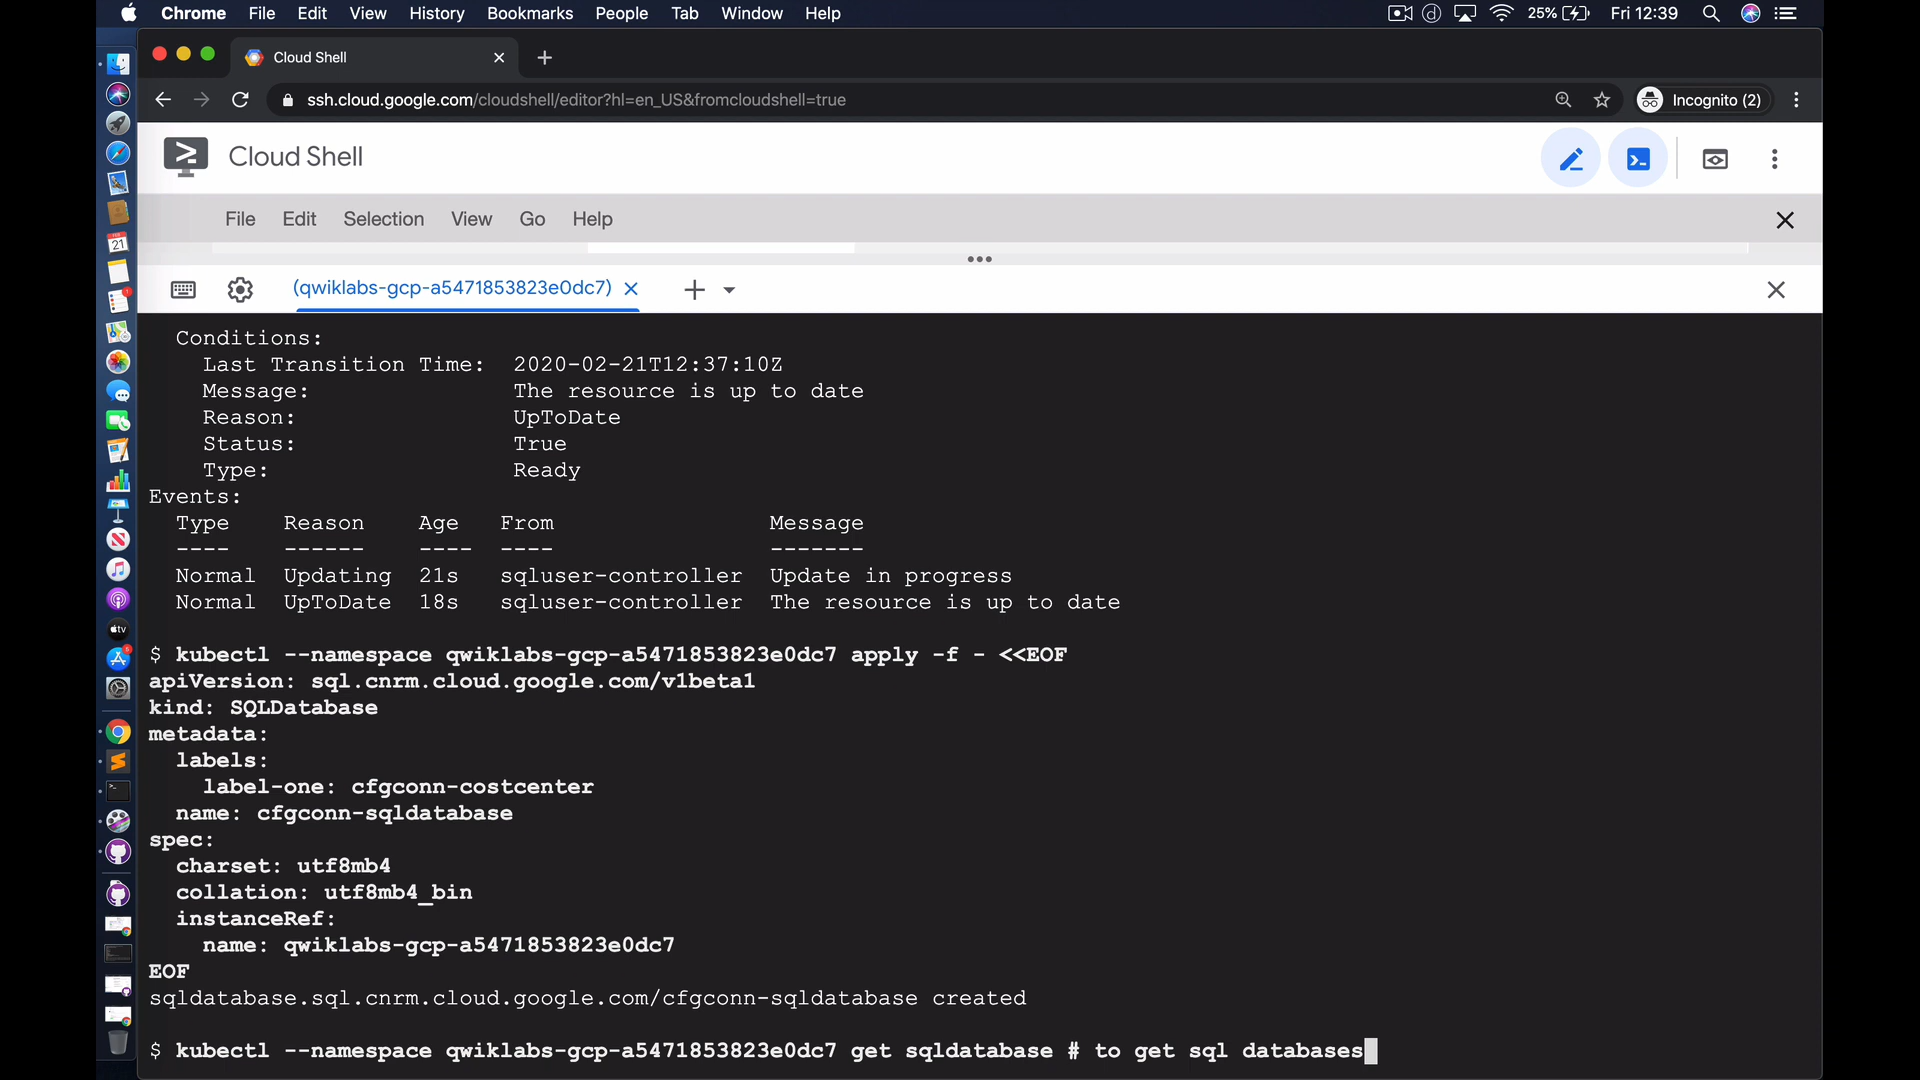 Chrome File Edit View History Bookmarks People Tab Window Help 25% Fri 12:39
Cloud Shell
ssh.cloud.google.com/cloudshell/editor?hl=en_US&fromcloudshell=true Incognito (2)
Cloud Shell
File Edit Selection View Go Help
(qwiklabs-gcp-a5471853823e0dc7)
Conditions:
Last Transition Time: 2020-02-21T12:37:10Z
Message: The resource is up to date
Reason: UpToDate
Status: True
Type: Ready
Events:
Type Reason Age From Message
---- ------ ---- ---- -------
Normal Updating 21s sqluser-controller Update in progress
Normal UpToDate 18s sqluser-controller The resource is up to date
$ kubectl --namespace qwiklabs-gcp-a5471853823e0dc7 apply -f - <<EOF
apiVersion: sql.cnrm.cloud.google.com/v1beta1
kind: SQLDatabase
metadata:
labels:
label-one: cfgconn-costcenter
name: cfgconn-sqldatabase
spec:
charset: utf8mb4
collation: utf8mb4_bin
instanceRef:
name: qwiklabs-gcp-a5471853823e0dc7
EOF
sqldatabase.sql.cnrm.cloud.google.com/cfgconn-sqldatabase created
$ kubectl --namespace qwiklabs-gcp-a5471853823e0dc7 get sqldatabase # to get sql databases
21
tv